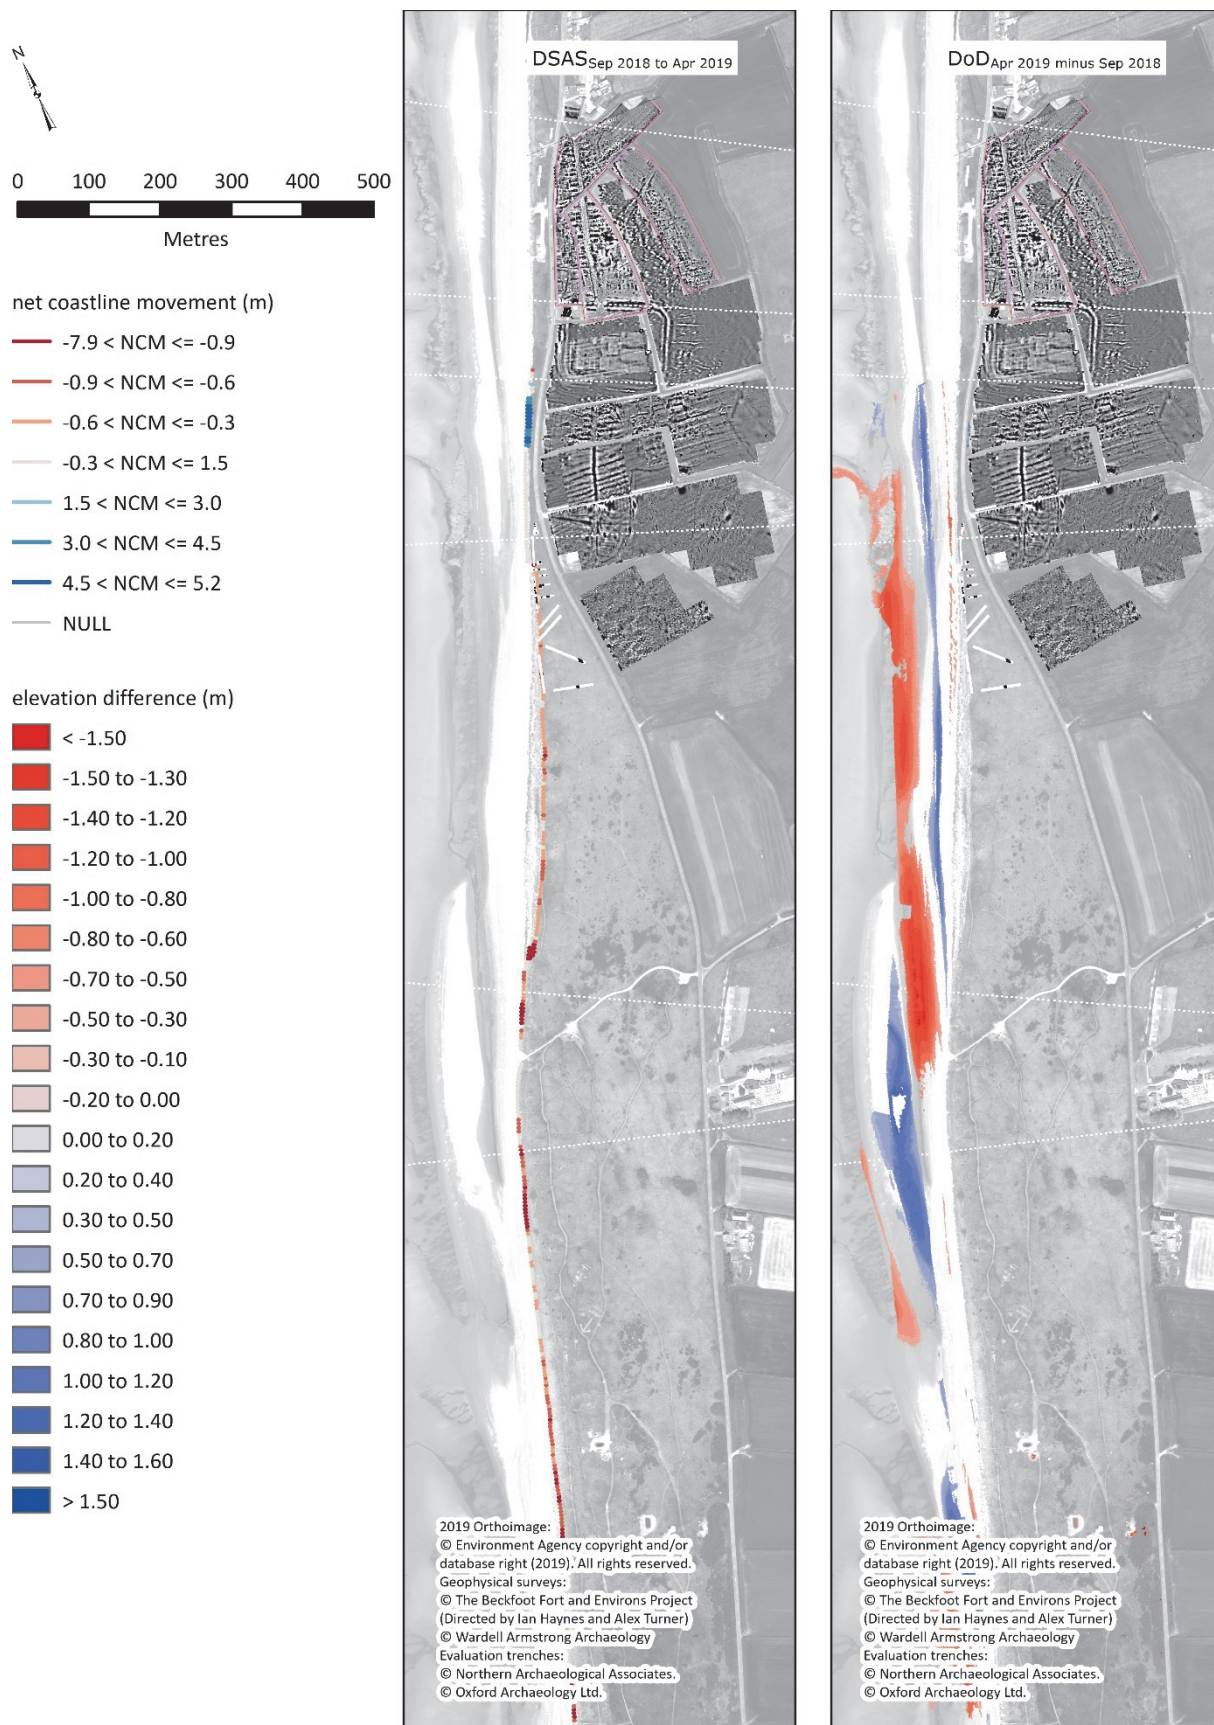 N
0 100 200 300 400 500
Metres
net coastline movement (m)
-7.9 < NCM <= -0.9
-0.9 < NCM <= -0.6
-0.6 < NCM <= -0.3
-0.3 < NCM <= 1.5
1.5 < NCM <= 3.0
3.0 < NCM <= 4.5
4.5 < NCM <= 5.2
NULL
elevation difference (m)
< -1.50
-1.50 to -1.30
-1.40 to -1.20
-1.20 to -1.00
-1.00 to -0.80
-0.80 to -0.60
-0.70 to -0.50
-0.50 to -0.30
-0.30 to -0.10
-0.20 to 0.00
0.00 to 0.20
0.20 to 0.40
0.30 to 0.50
0.50 to 0.70
0.70 to 0.90
0.80 to 1.00
1.00 to 1.20
1.20 to 1.40
1.40 to 1.60
> 1.50
DSAS Sep 2018 to Apr 2019
2019 Orthoimage:
© Environment Agency copyright and/or
database right (2019). All rights reserved.
Geophysical surveys:
© The Beckfoot Fort and Environs Project
(Directed by Ian Haynes and Alex Turner)
© Wardell Armstrong Archaeology
Evaluation trenches:
© Northern Archaeological Associates.
© Oxford Archaeology Ltd.
DoD Apr 2019 minus Sep 2018
2019 Orthoimage:
© Environment Agency copyright and/or
database right (2019). All rights reserved.
Geophysical surveys:
© The Beckfoot Fort and Environs Project
(Directed by Ian Haynes and Alex Turner)
© Wardell Armstrong Archaeology
Evaluation trenches:
© Northern Archaeological Associates.
© Oxford Archaeology Ltd.